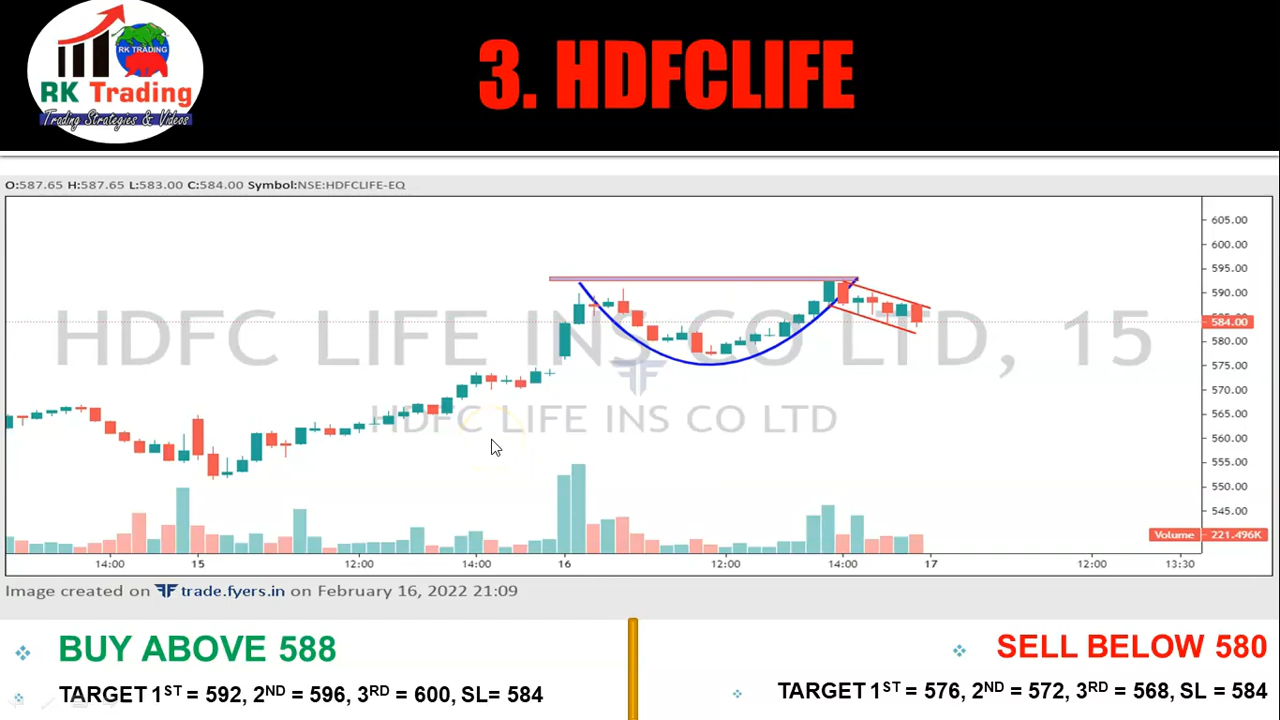 RK TRADING
RK Trading
Trading Strategies & Videos
3. HDFCLIFE
O:587.65 H:587.65 L:583.00 C:584.00 Symbol:NSE:HDFCLIFE-EQ
HDFC LIFE INS CO LTD, 15
HDFC LIFE INS CO LTD
605.00
600.00
595.00
590.00
584.00
580.00
575.00
570.00
565.00
560.00
555.00
550.00
545.00
Volume 221.496K
14:00 15 12:00 14:00 16 12:00 14:00 17 12:00 13:30
Image created on trade.fyers.in on February 16, 2022 21:09
BUY ABOVE 588
TARGET 1ST = 592, 2ND = 596, 3RD = 600, SL= 584
SELL BELOW 580
TARGET 1ST = 576, 2ND = 572, 3RD = 568, SL = 584